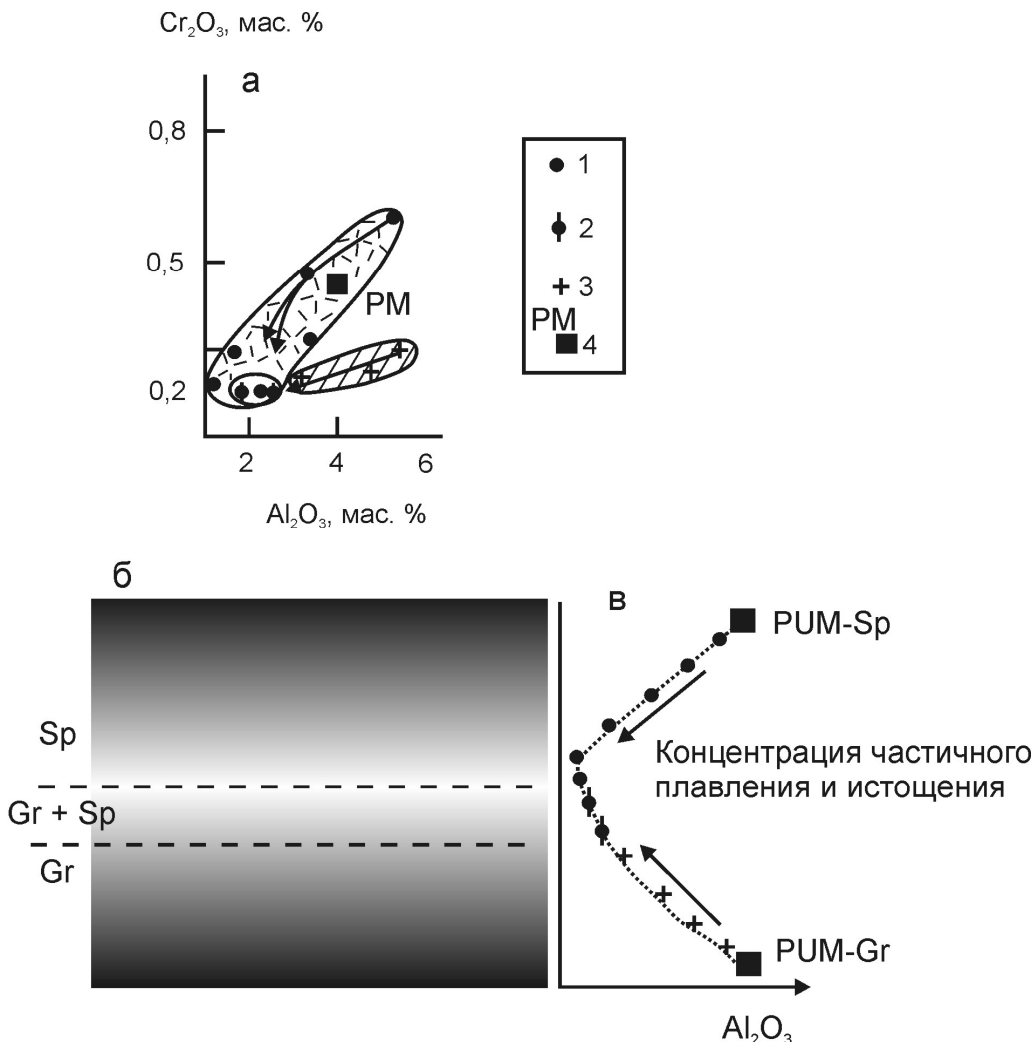 Cr₂O₃, мас. %
а
0,8
0,5
0,2
2
4
6
PM
Al₂O₃, мас. %
1
2
3
PM
4
б
Sp
Gr + Sp
Gr
в
PUM-Sp
Концентрация частичного
плавления и истощения
PUM-Gr
Al₂O₃